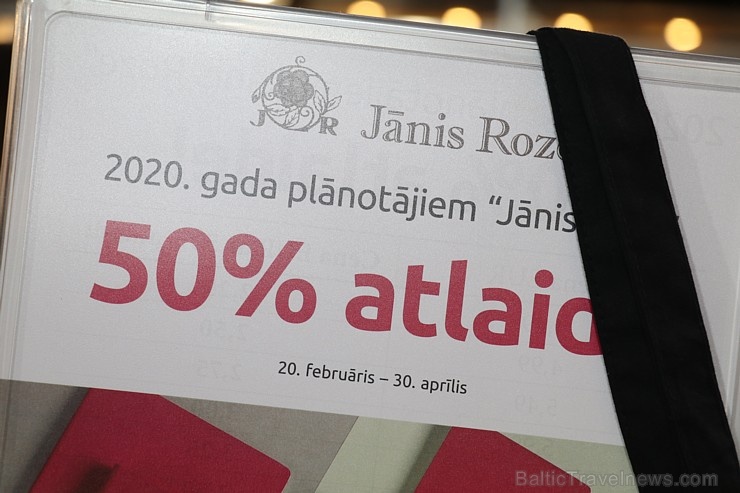 J R Jānis Roz
2020. gada plānotājiem “Jānis
50% atlaid
20. februāris – 30. aprīlis
BalticTravelnews.com